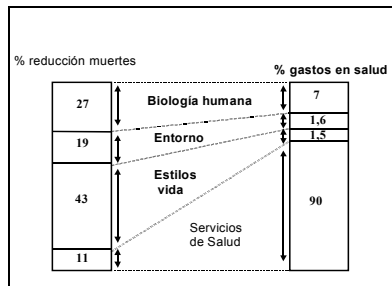 % reducción muertes
% gastos en salud
27
Biología humana
7
19
Entorno
1,6
1,5
43
Estilos
vida
90
Servicios
de Salud
11